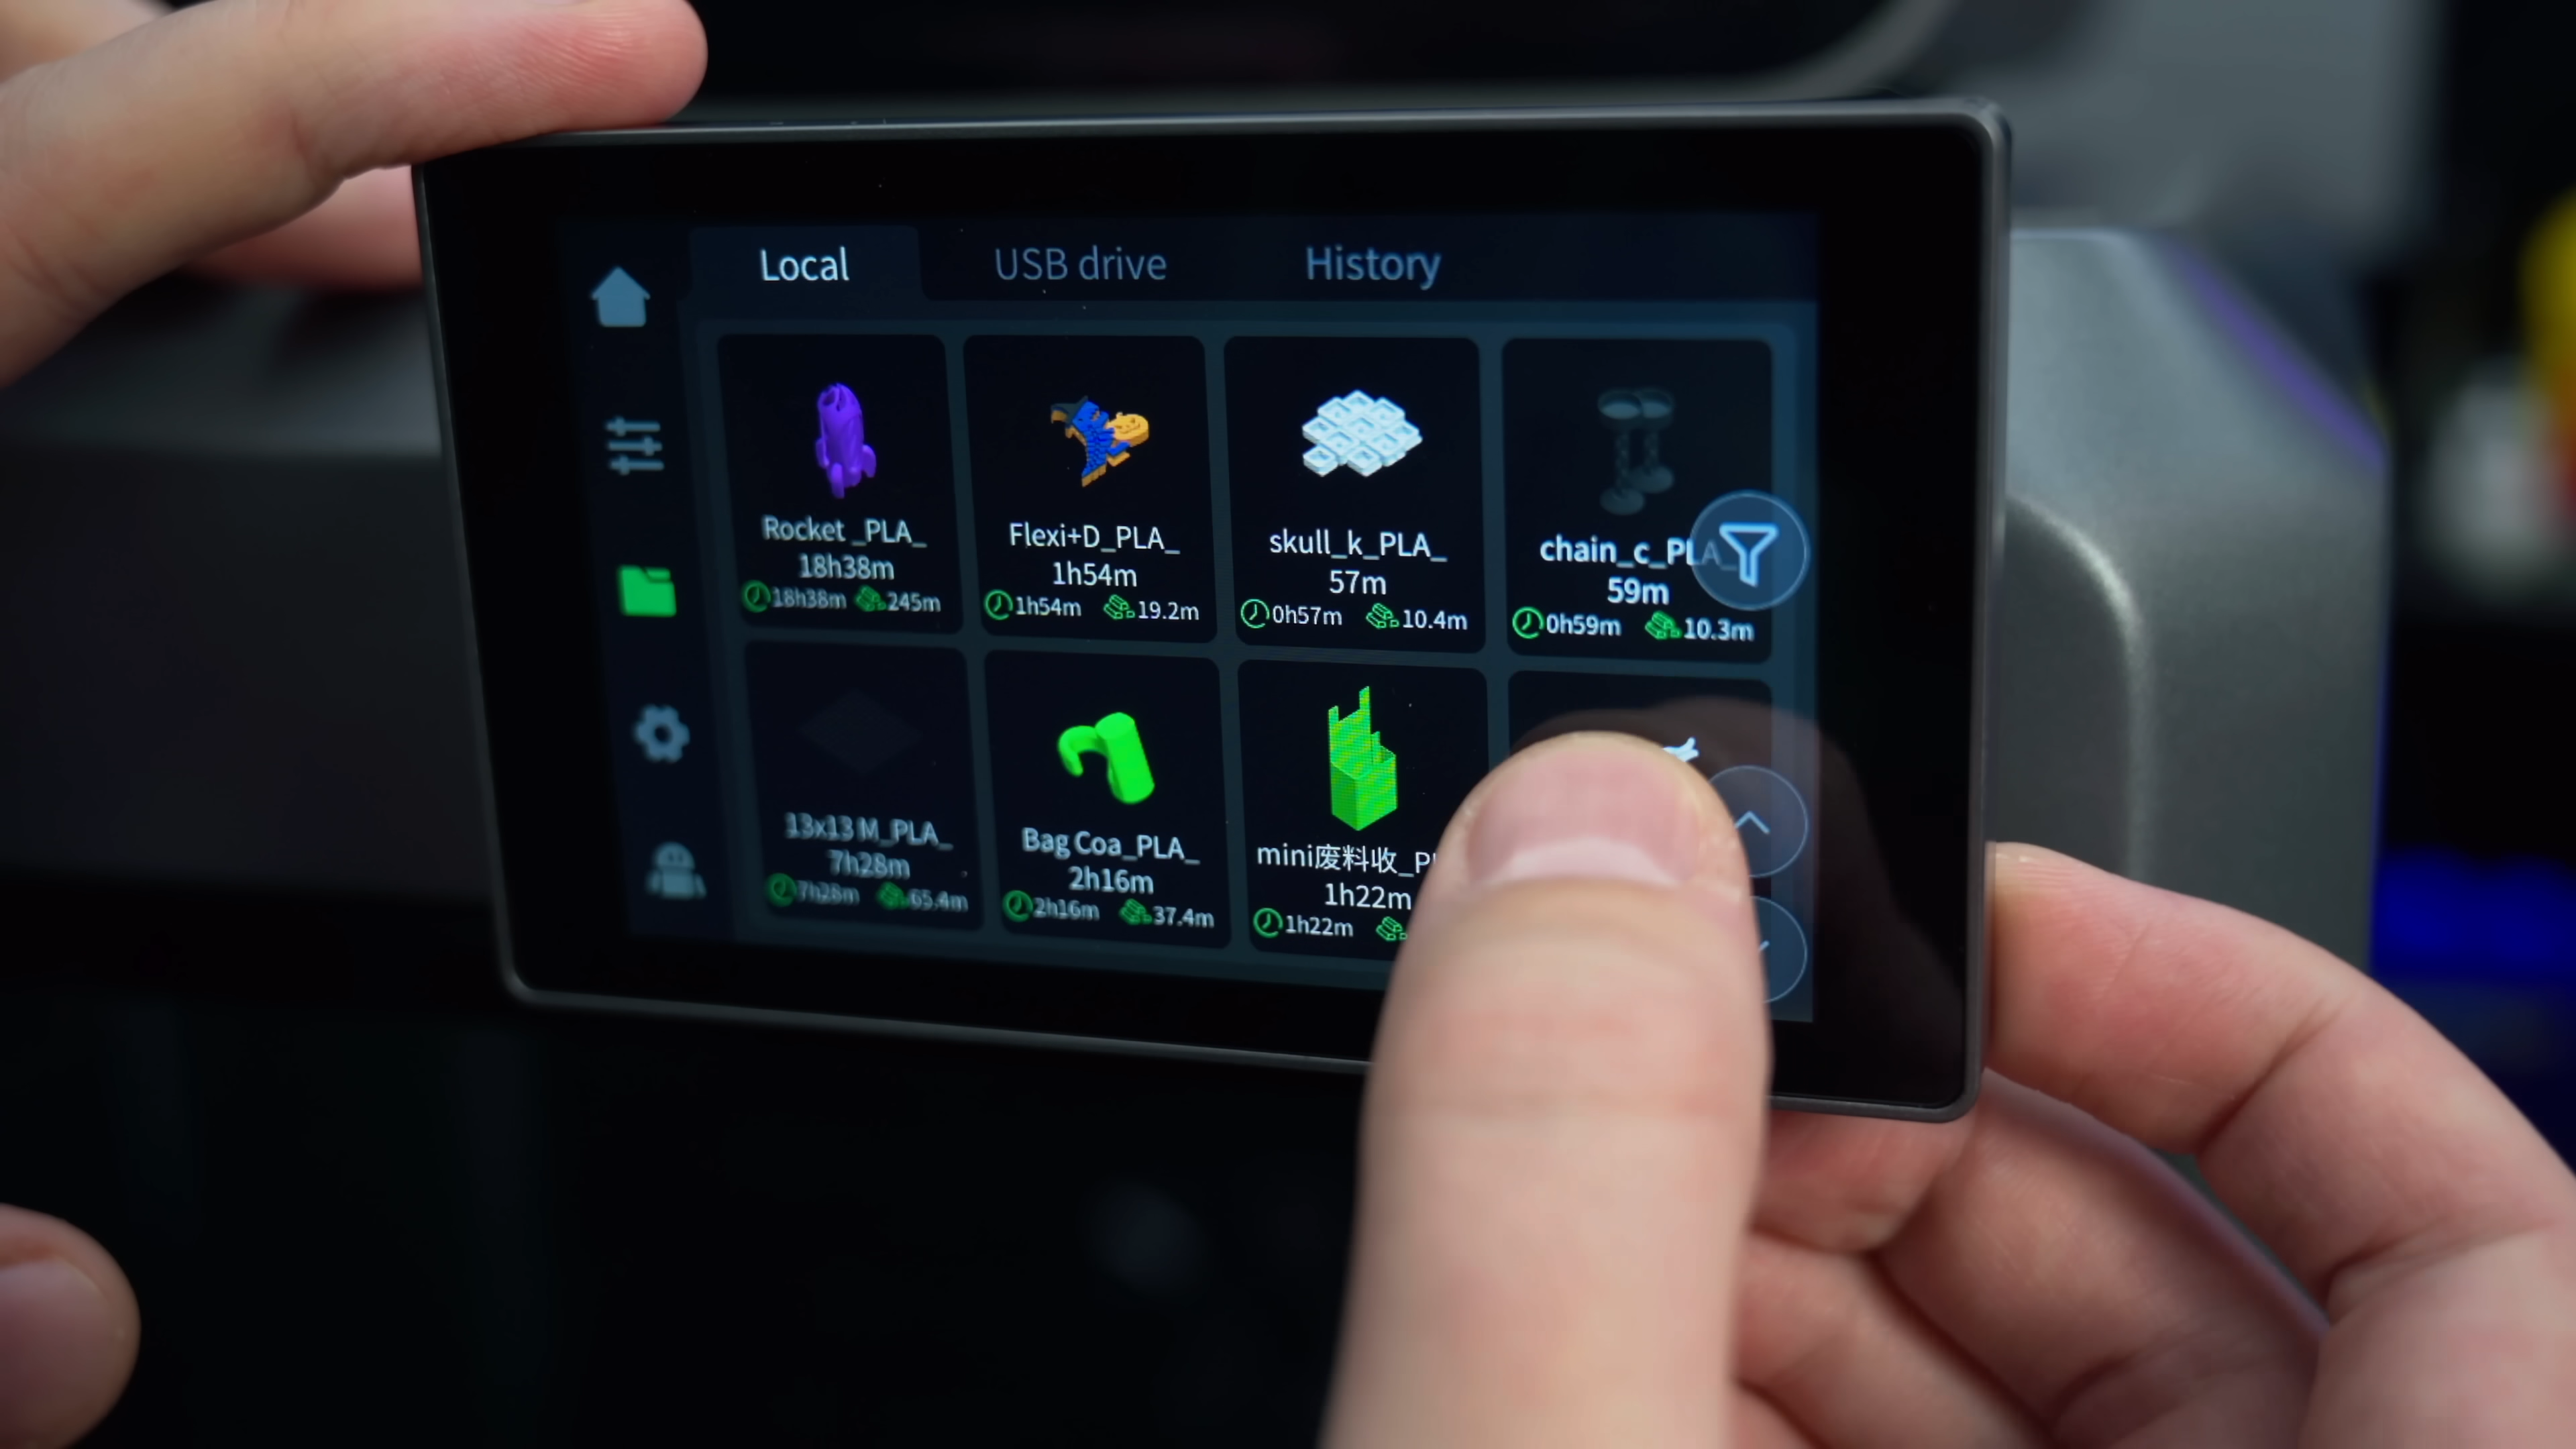 Local
USB drive
History
Rocket _PLA_
18h38m
18h38m 245m
Flexi+D_PLA_
1h54m
1h54m 19.2m
skull_k_PLA_
57m
0h57m 10.4m
chain_c_PLA_
59m
0h59m 10.3m
13x13 M_PLA_
7h28m
7h28m 65.4m
Bag Coa_PLA_
2h16m
2h16m 37.4m
mini废料收_P
1h22m
1h22m